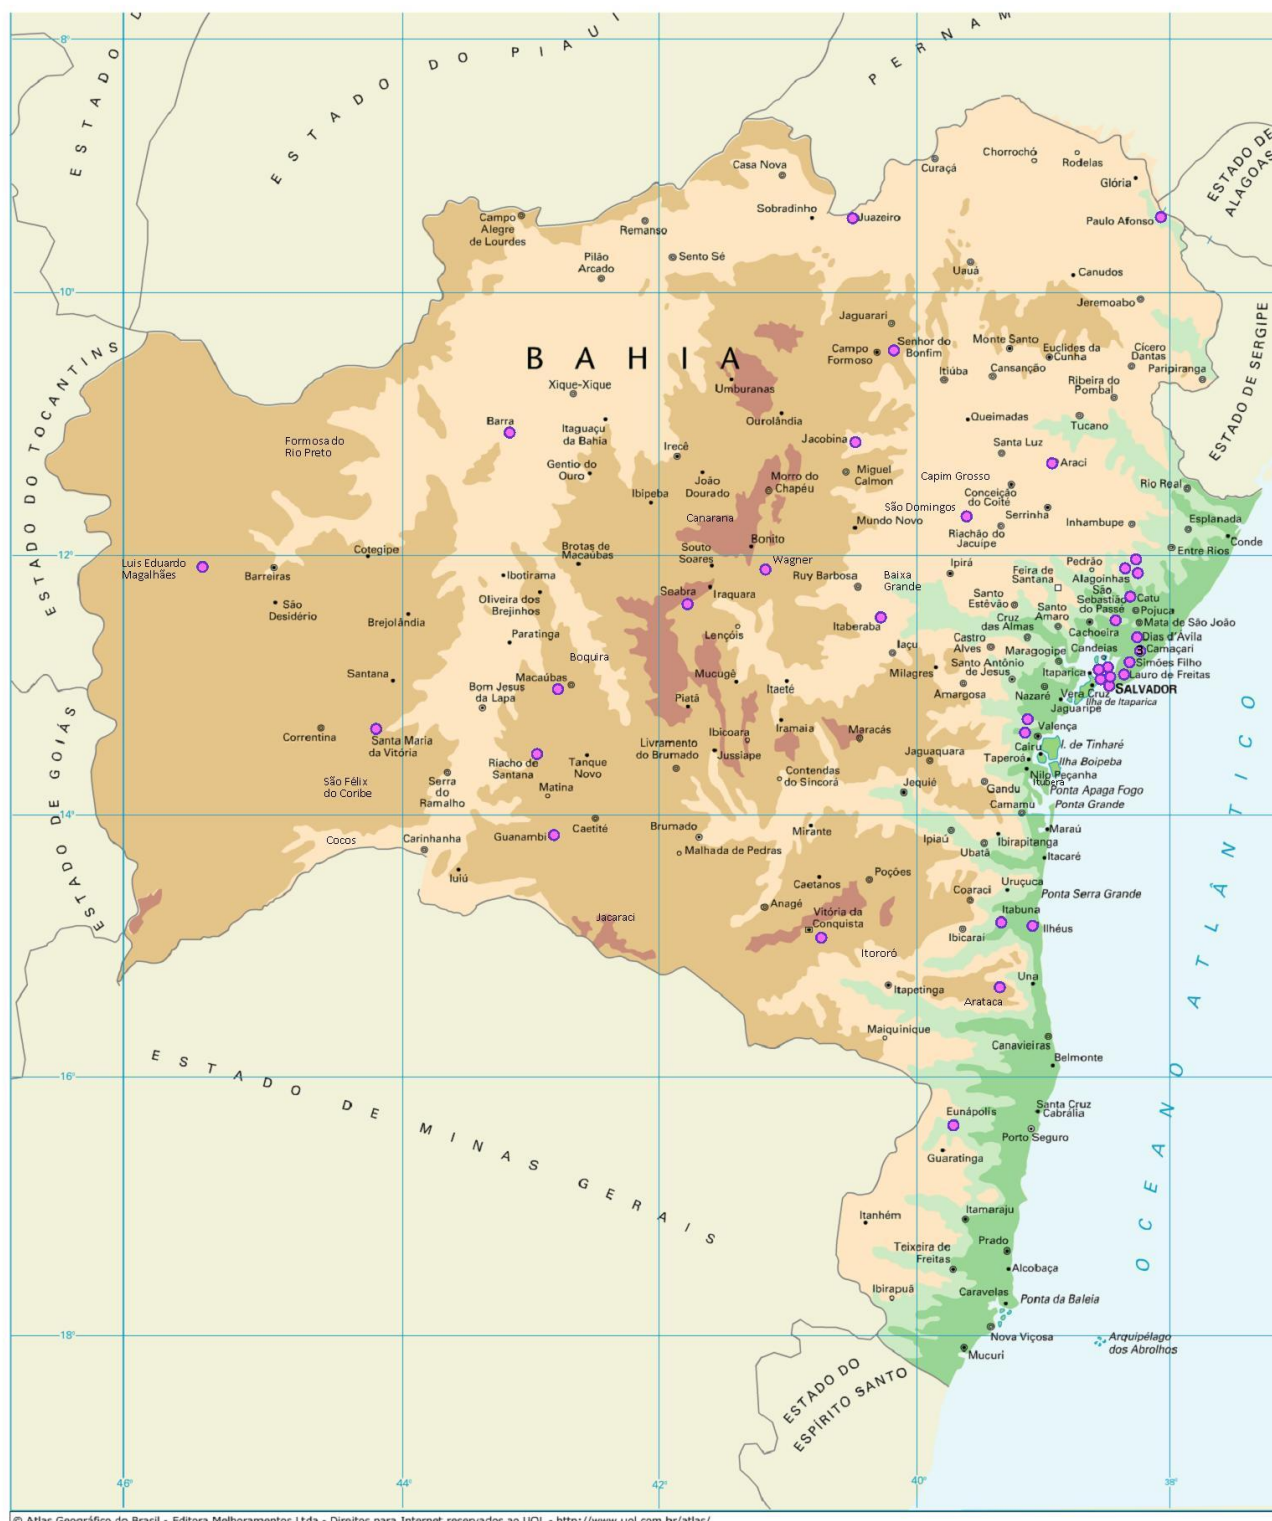 ESTADO DO PIAUÍ
PERNAM
ESTADO
8°
ESTADO DE
ALAGOAS
Casa Nova
Curaçá
Chorrochó
Rodelas
Glória
Sobradinho
Juazeiro
Paulo Afonso
Campo
Alegre
de Lourdes
Remanso
Pilão
Arcado
Sento Sé
Uauá
Canudos
10°
Jeremoabo
Jaguarari
BAHIA
Campo
Formoso
Senhor do
Bonfim
Monte Santo
Euclides da
Cunha
Cícero
Dantas
Paripiranga
Itiúba
Cansanção
Ribeira do
Pombal
ESTADO DE SERGIPE
ESTADO DO TOCANTINS
Xique-Xique
Umburanas
Ourolândia
Queimadas
Tucano
Barra
Itaguaçu
da Bahia
Formosa do
Rio Preto
Irecê
Jacobina
Santa Luz
Araci
Gentio do
Ouro
João
Dourado
Morro do
Chapéu
Miguel
Calmon
Capim Grosso
Rio Real
Ibipeba
Conceição
do Coité
Canarana
São Domingos
Serrinha
Mundo Novo
Riachão do
Jacuípe
Inhambupe
Esplanada
Conde
Cotegipe
Brotas de
Macaúbas
Souto
Soares
Bonito
Entre Rios
12°
Luis Eduardo
Magalhães
Barreiras
Ibotirama
Wagner
Ruy Barbosa
Baixa
Grande
Ipirá
Feira de
Santana
Pedrão
Alagoinhas
Seabra
Iraquara
São
Sebastião
do Passé
Catu
São
Desidério
Brejolândia
Oliveira dos
Brejinhos
Santo
Estêvão
Santo
Amaro
Pojuca
Itaberaba
Cruz
das Almas
Cachoeira
Mata de São João
Paratinga
Lençóis
Castro
Alves
Maragogipe
Candeias
Dias d'Ávila
Camaçari
Boquira
Iaçu
Santo Antônio
de Jesus
Itaparica
Simões Filho
Lauro de Freitas
Santana
Macaúbas
Mucugê
Itaeté
Milagres
Amargosa
Nazaré
Vera Cruz
SALVADOR
Bom Jesus
da Lapa
Piatã
Jaguaripe
Ilha de Itaparica
Correntina
Santa Maria
da Vitória
Ibicoara
Iramaia
Maracás
Valença
Livramento
do Brumado
Jussiape
Jaguaquara
Cairu
I. de Tinharé
Taperoá
Ilha Boipeba
Riacho de
Santana
Tanque
Novo
Contendas
do Sincorá
Nilo Peçanha
Ituberá
São Félix
do Coribe
Serra
do
Ramalho
Matina
Jequié
Gandu
Ponta Apaga Fogo
Camamu
Ponta Grande
14°
Cocos
Carinhanha
Guanambi
Caetité
Brumado
Mirante
Ipiaú
Ibirapitanga
Maraú
Malhada de Pedras
Ubatã
Itacaré
Iuiú
Caetanos
Poções
Coaraci
Uruçuca
Ponta Serra Grande
Jacaraci
Anagé
Vitória da
Conquista
Itabuna
Ilhéus
Ibicaraí
Itororó
ESTADO DE GOIÁS
Itapetinga
Una
Arataca
Maiquinique
Canavieiras
Belmonte
ESTADO DE MINAS GERAIS
16°
Eunápolis
Santa Cruz
Cabrália
Porto Seguro
Guaratinga
OCEANO ATLÂNTICO
Itanhém
Itamaraju
Teixeira de
Freitas
Prado
Alcobaça
Ibirapuã
Caravelas
Ponta da Baleia
18°
Nova Viçosa
Arquipélago
dos Abrolhos
Mucuri
ESTADO DO
ESPÍRITO SANTO
46°
44°
42°
40°
38°
© Atlas Geográfico do Brasil - Editora Melhoramentos Ltda - Direitos para Internet reservados ao UOL - http://www.uol.com.br/atlas/